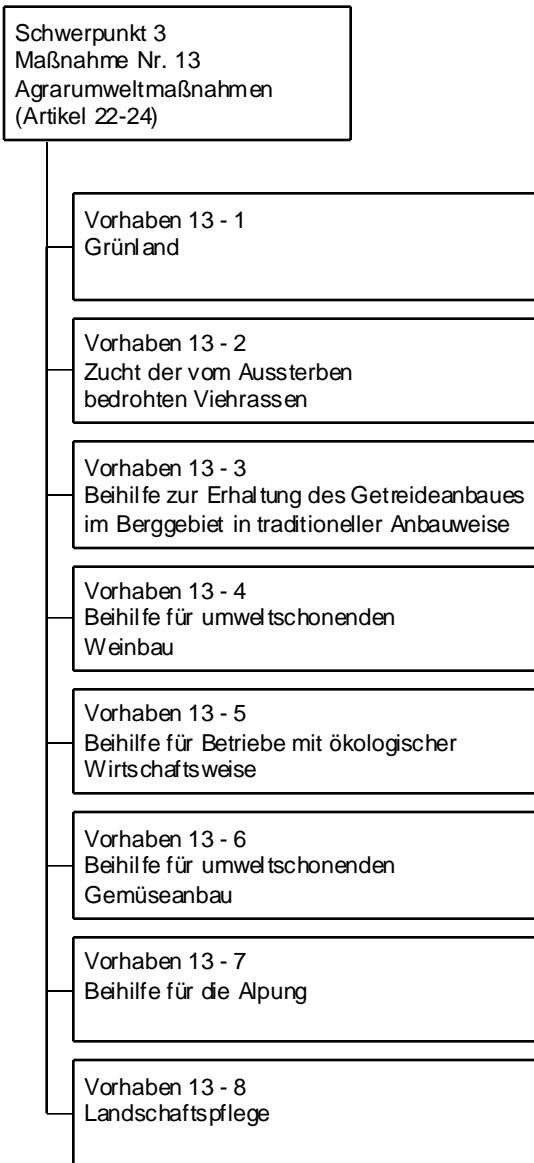 Schwerpunkt 3
Maßnahme Nr. 13
Agrarumweltmaßnahmen
(Artikel 22-24)
Vorhaben 13 - 1
Grünland
Vorhaben 13 - 2
Zucht der vom Aussterben
bedrohten Viehrassen
Vorhaben 13 - 3
Beihilfe zur Erhaltung des Getreideanbaues
im Berggebiet in traditioneller Anbauweise
Vorhaben 13 - 4
Beihilfe für umweltschonenden
Weinbau
Vorhaben 13 - 5
Beihilfe für Betriebe mit ökologischer
Wirtschaftsweise
Vorhaben 13 - 6
Beihilfe für umweltschonenden
Gemüseanbau
Vorhaben 13 - 7
Beihilfe für die Alpung
Vorhaben 13 - 8
Landschaftspflege